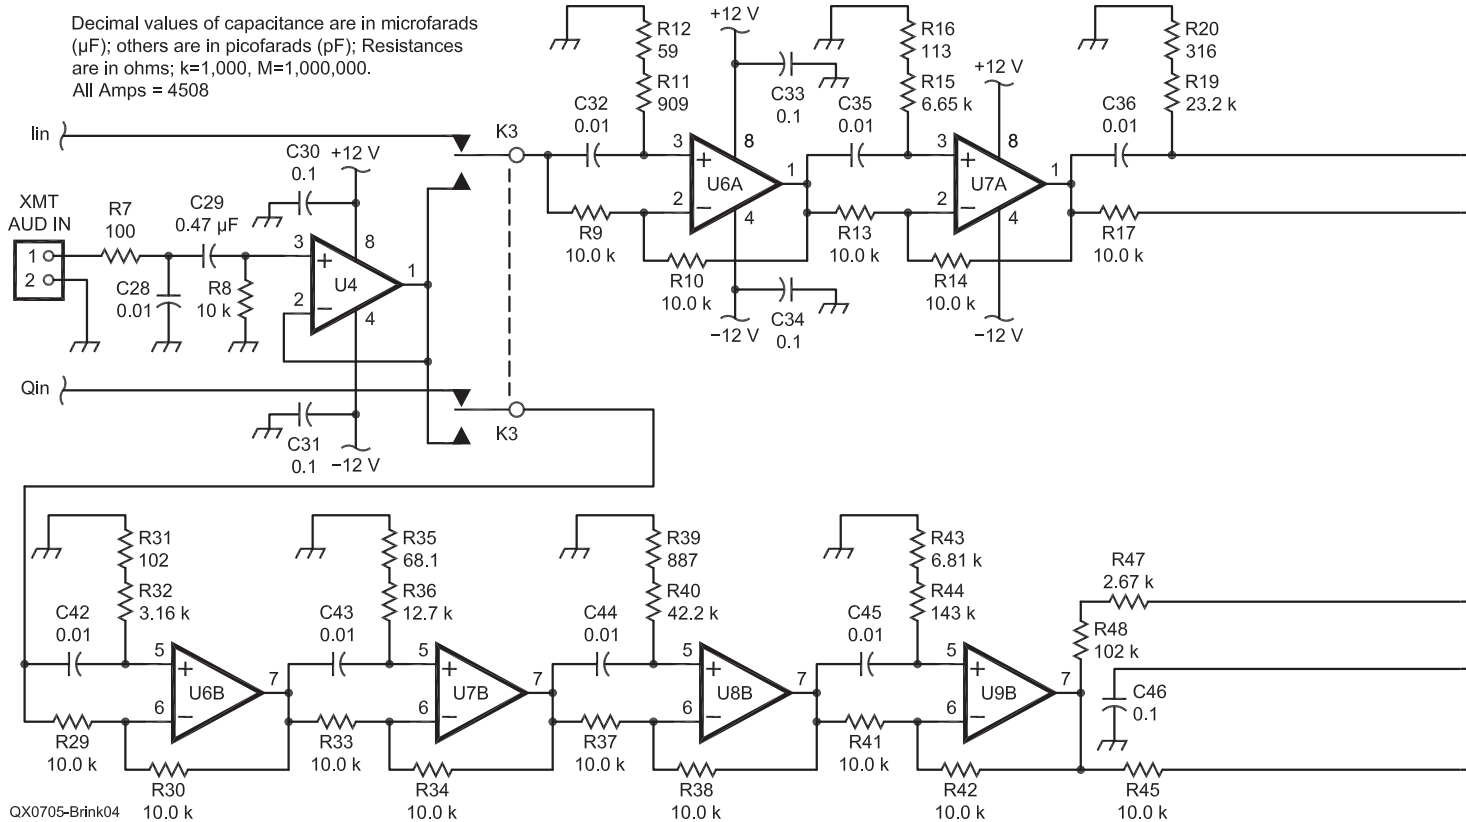 Decimal values of capacitance are in microfarads
(µF); others are in picofarads (pF); Resistances
are in ohms; k=1,000, M=1,000,000.
All Amps = 4508
R12
59
R11
909
+12 V
C33
0.1
C32
0.01
3
8
+
U6A
1
2
−
4
R9
10.0 k
R10
10.0 k
C34
0.1
−12 V
R16
113
R15
6.65 k
+12 V
C35
0.01
3
8
+
U7A
1
2
−
4
R13
10.0 k
R14
10.0 k
−12 V
R20
316
R19
23.2 k
C36
0.01
R17
10.0 k
Iin
K3
C30
0.1
+12 V
XMT
AUD IN
1
2
R7
100
C29
0.47 µF
C28
0.01
R8
10 k
3
8
+
U4
1
2
−
4
Qin
K3
C31
0.1
−12 V
R31
102
R32
3.16 k
C42
0.01
5
+
U6B
7
6
−
R29
10.0 k
R30
10.0 k
R35
68.1
R36
12.7 k
C43
0.01
5
+
U7B
7
6
−
R33
10.0 k
R34
10.0 k
R39
887
R40
42.2 k
C44
0.01
5
+
U8B
7
6
−
R37
10.0 k
R38
10.0 k
R43
6.81 k
R44
143 k
C45
0.01
5
+
U9B
7
6
−
R41
10.0 k
R42
10.0 k
R47
2.67 k
R48
102 k
C46
0.1
R45
10.0 k
QX0705-Brink04